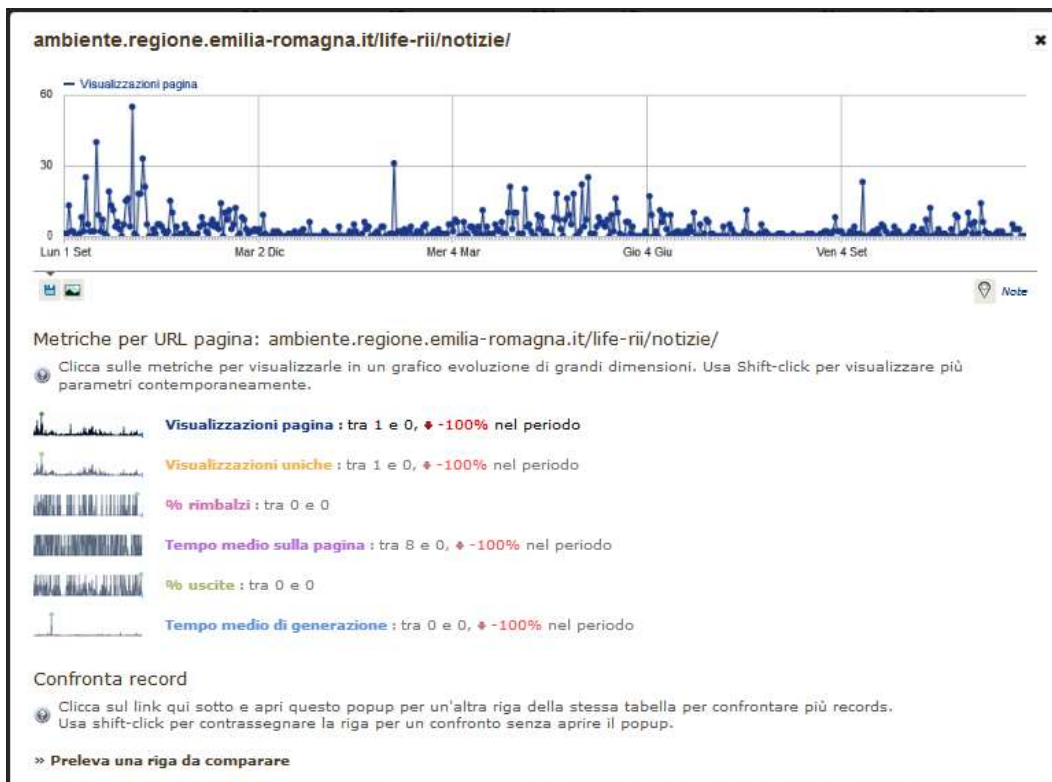 ambiente.regione.emilia-romagna.it/life-rii/notizie/
Visualizzazioni pagina
60
30
0
Lun 1 Set Mar 2 Dic Mer 4 Mar Gio 4 Giu Ven 4 Set
Note
Metriche per URL pagina: ambiente.regione.emilia-romagna.it/life-rii/notizie/
Clicca sulle metriche per visualizzarle in un grafico evoluzione di grandi dimensioni. Usa Shift-click per visualizzare più
parametri contemporaneamente.
Visualizzazioni pagina : tra 1 e 0, -100% nel periodo
Visualizzazioni uniche : tra 1 e 0, -100% nel periodo
% rimbalzi : tra 0 e 0
Tempo medio sulla pagina : tra 8 e 0, -100% nel periodo
% uscite : tra 0 e 0
Tempo medio di generazione : tra 0 e 0, -100% nel periodo
Confronta record
Clicca sul link qui sotto e apri questo popup per un'altra riga della stessa tabella per confrontare più records.
Usa shift-click per contrassegnare la riga per un confronto senza aprire il popup.
» Preleva una riga da comparare